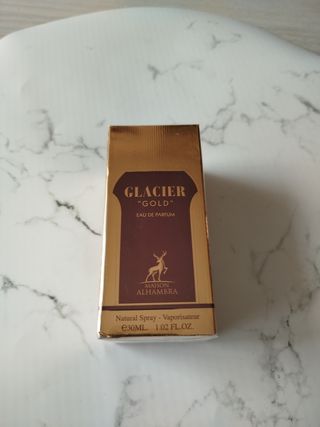 GLACIER
"GOLD"
EAU DE PARFUM
MAISON
ALHAMBRA
Natural Spray - Vaporisateur
℮30ML. 1.02 FL.OZ.